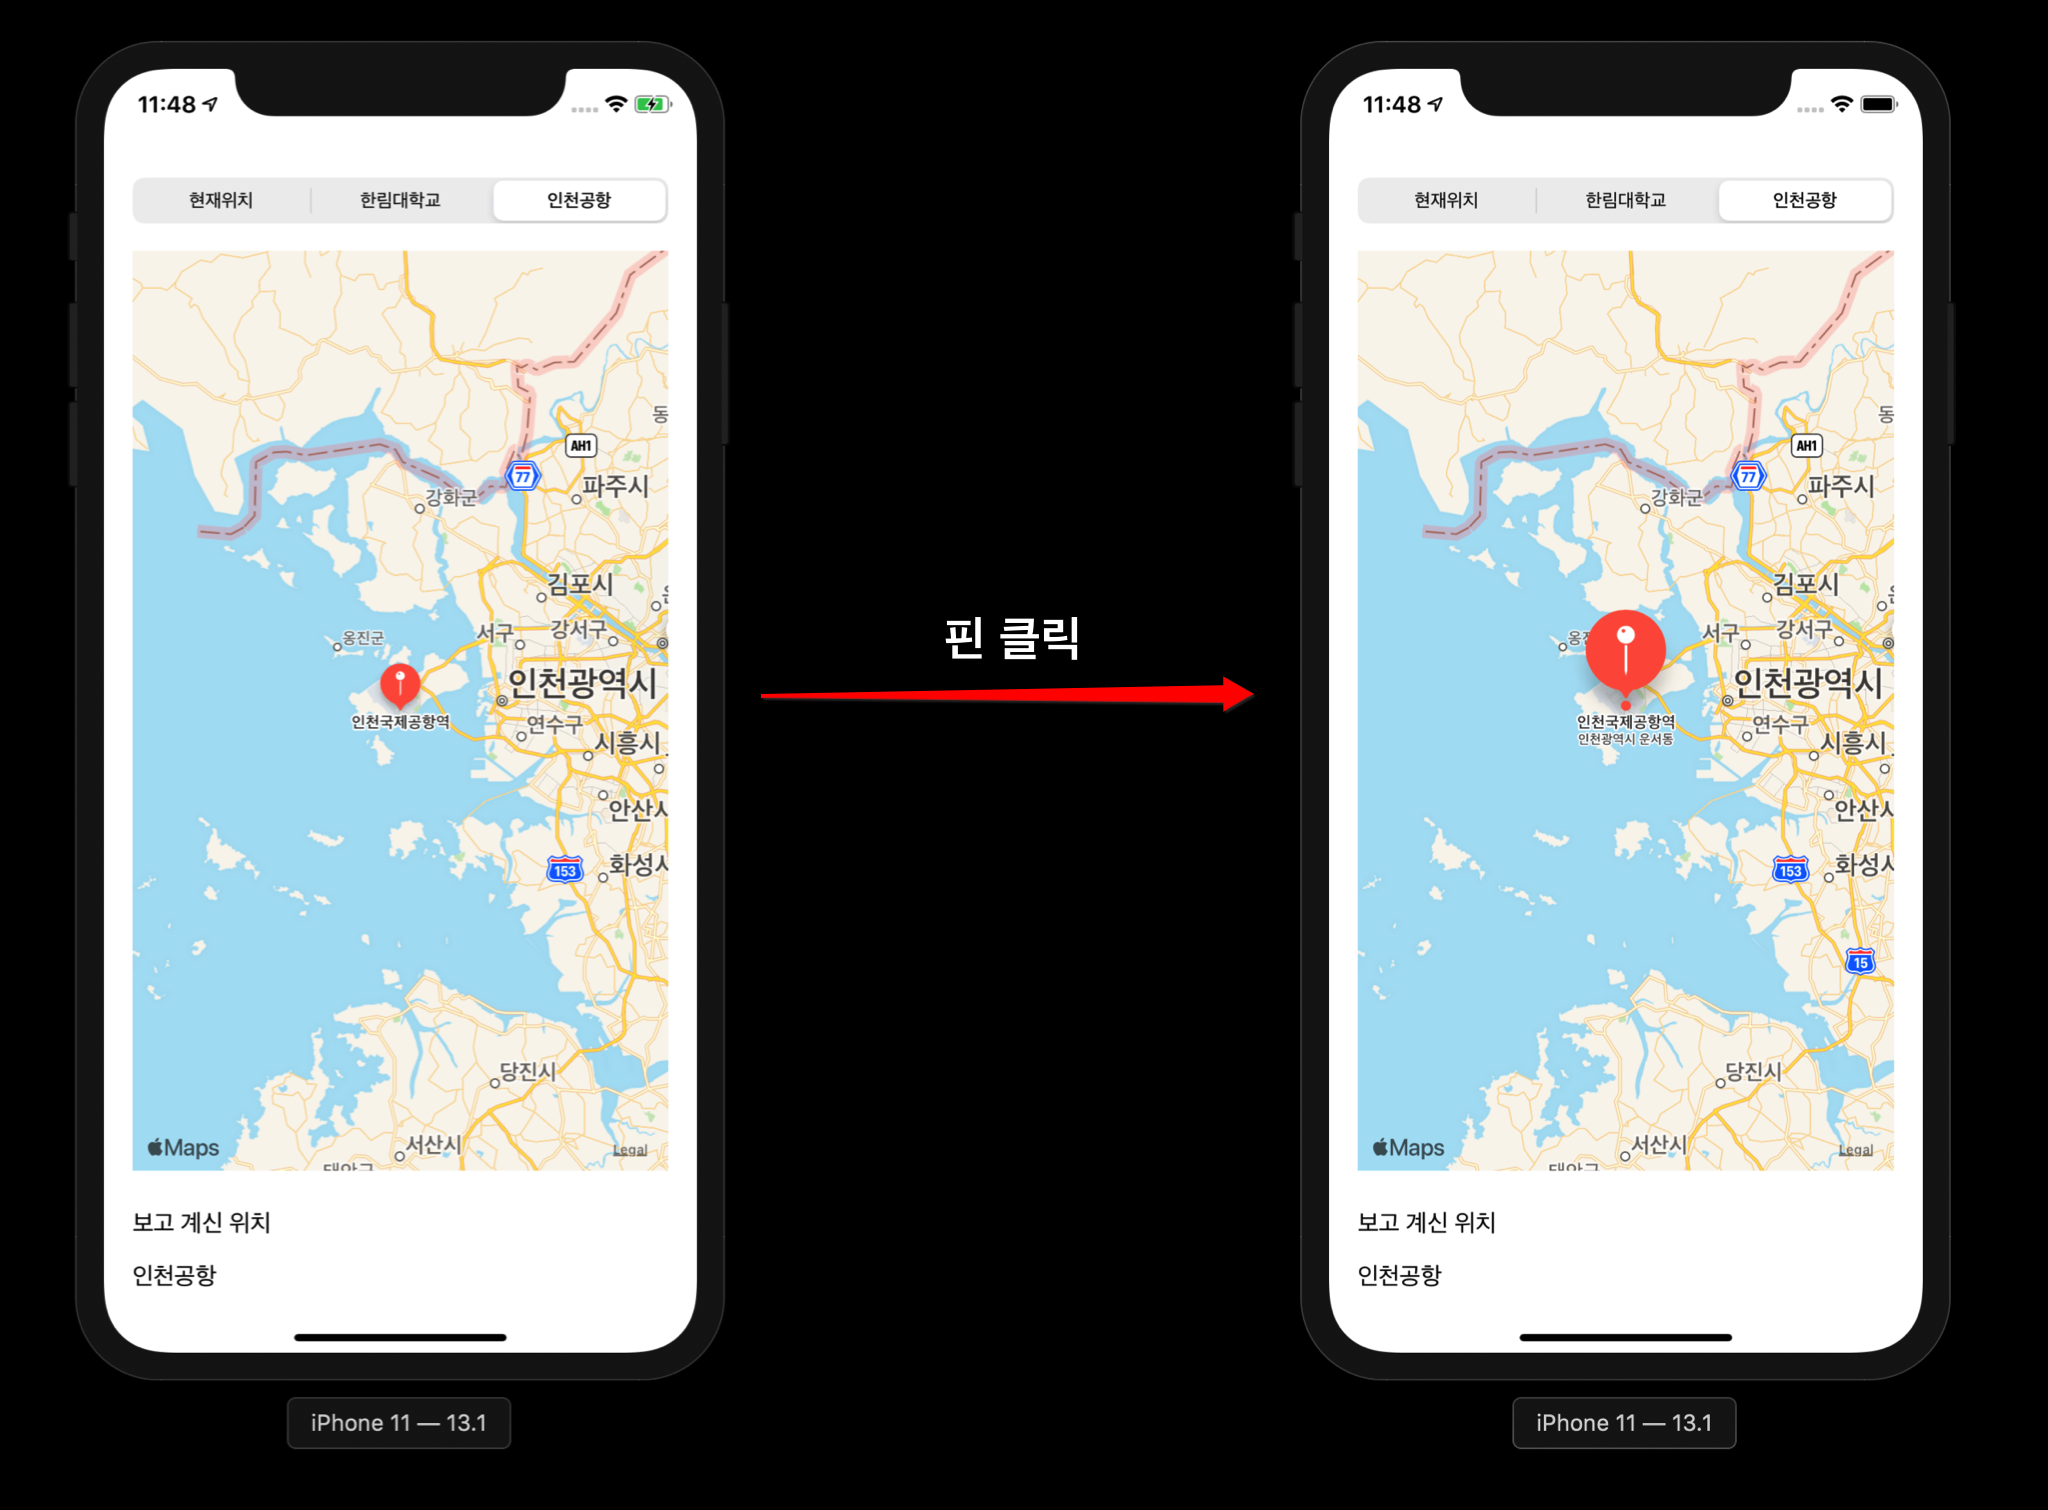 11:48
현재위치 한림대학교 인천공항
동
AH1
77
파주시
강화군
김포시
옹진군
서구
강서구
인천광역시
인천국제공항역
연수구
시흥시
안산시
153
화성시
당진시
서산시
Maps
Legal
보고 계신 위치
인천공항
iPhone 11 — 13.1
핀 클릭
11:48
현재위치 한림대학교 인천공항
동
AH1
77
파주시
강화군
김포시
서구
강서구
인천광역시
인천국제공항역
인천광역시 운서동
연수구
시흥시
안산시
153
화성시
15
당진시
서산시
Maps
Legal
보고 계신 위치
인천공항
iPhone 11 — 13.1